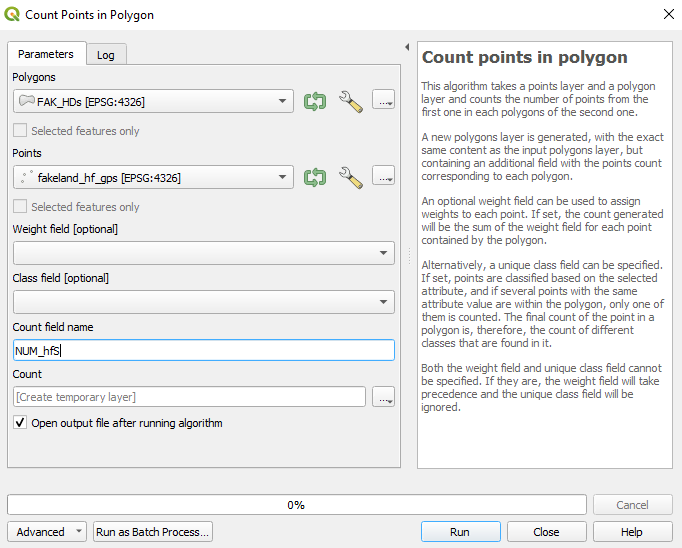 Count Points in Polygon
Parameters
Log
Polygons
FAK_HDs [EPSG:4326]
...
Selected features only
Points
fakeland_hf_gps [EPSG:4326]
...
Selected features only
Weight field [optional]
Class field [optional]
Count field name
NUM_hfS
Count
[Create temporary layer]
...
Open output file after running algorithm
Count points in polygon
This algorithm takes a points layer and a polygon
layer and counts the number of points from the
first one in each polygons of the second one.
A new polygons layer is generated, with the exact
same content as the input polygons layer, but
containing an additional field with the points count
corresponding to each polygon.
An optional weight field can be used to assign
weights to each point. If set, the count generated
will be the sum of the weight field for each point
contained by the polygon.
Alternatively, a unique class field can be specified.
If set, points are classified based on the selected
attribute, and if several points with the same
attribute value are within the polygon, only one of
them is counted. The final count of the point in a
polygon is, therefore, the count of different
classes that are found in it.
Both the weight field and unique class field cannot
be specified. If they are, the weight field will take
precedence and the unique class field will be
ignored.
0%
Cancel
Advanced
Run as Batch Process...
Run
Close
Help